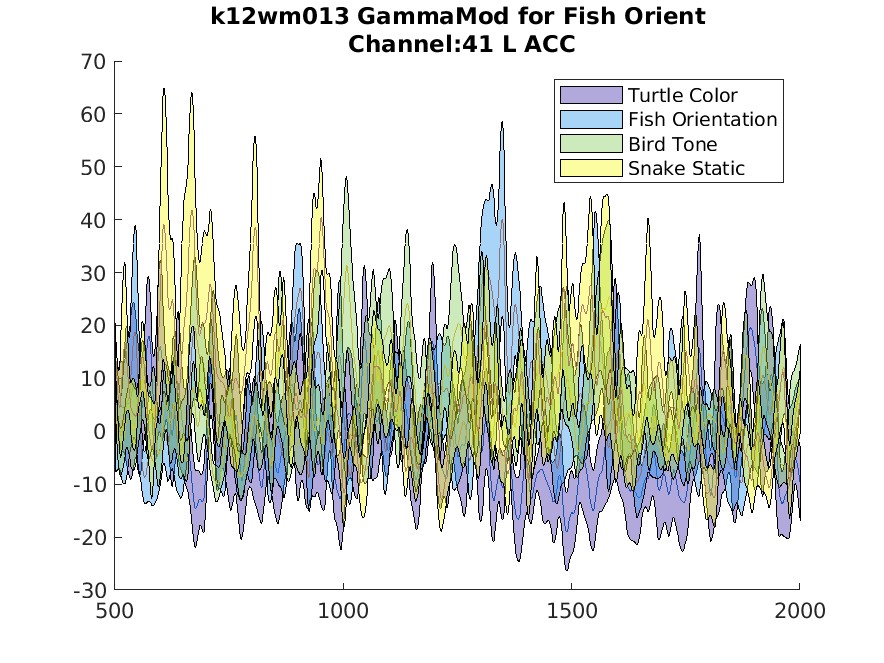 k12wm013 GammaMod for Fish Orient
Channel:41 L ACC
70
60
50
40
30
20
10
0
-10
-20
-30
500
1000
1500
2000
Turtle Color
Fish Orientation
Bird Tone
Snake Static